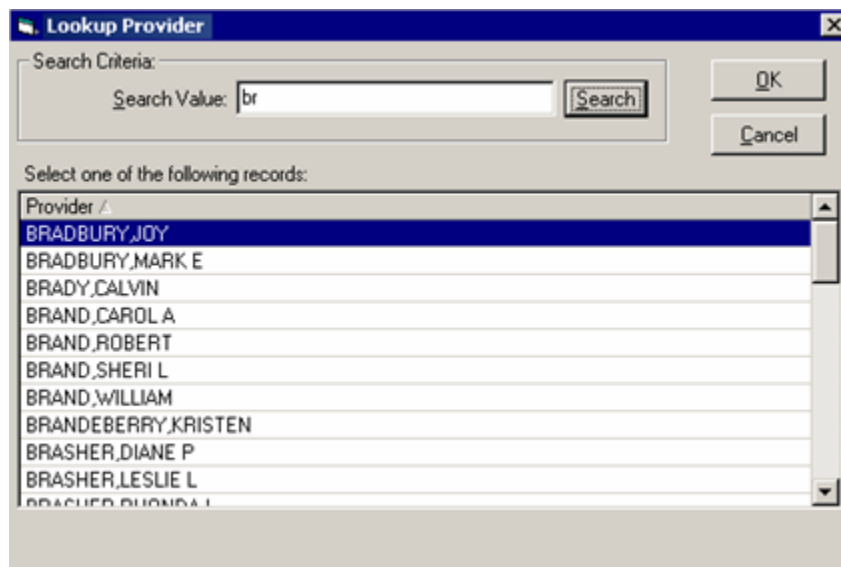 Lookup Provider
Search Criteria:
Search Value: br Search
OK
Cancel
Select one of the following records:
Provider
BRADBURY,JOY
BRADBURY,MARK E
BRADY,CALVIN
BRAND,CAROL A
BRAND,ROBERT
BRAND,SHERI L
BRAND,WILLIAM
BRANDEBERRY,KRISTEN
BRASHER,DIANE P
BRASHER,LESLIE L